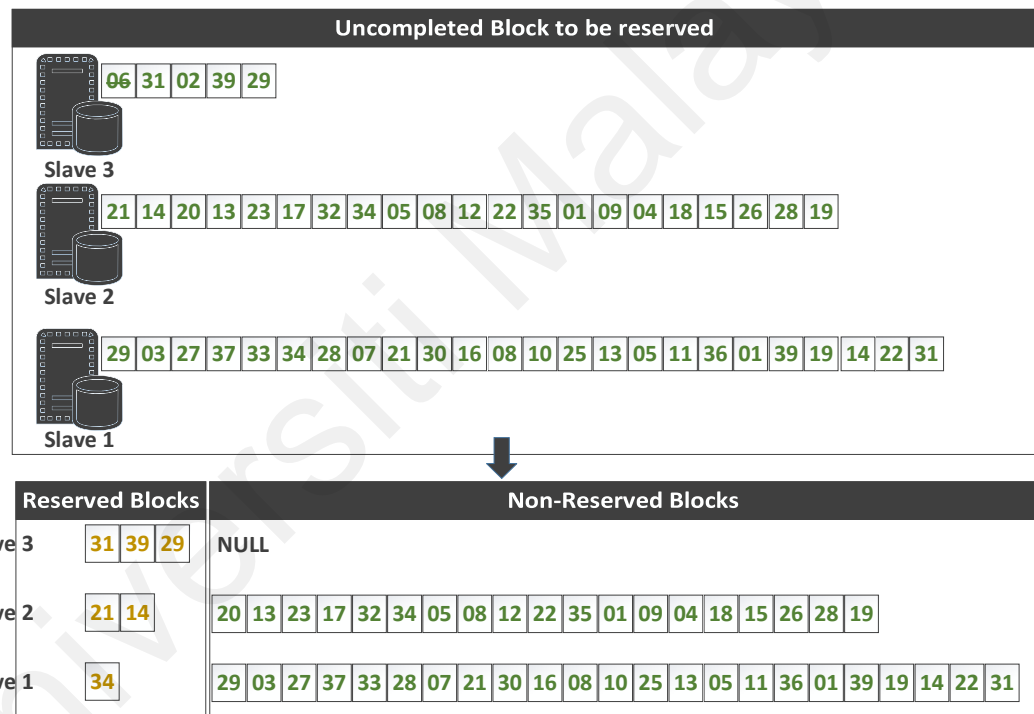 Uncompleted Block to be reserved
06 31 02 39 29
Slave 3
21 14 20 13 23 17 32 34 05 08 12 22 35 01 09 04 18 15 26 28 19
Slave 2
29 03 27 37 33 34 28 07 21 30 16 08 10 25 13 05 11 36 01 39 19 14 22 31
Slave 1
Reserved Blocks Non-Reserved Blocks
ve 3 31 39 29 NULL
ve 2 21 14 20 13 23 17 32 34 05 08 12 22 35 01 09 04 18 15 26 28 19
ve 1 34 29 03 27 37 33 28 07 21 30 16 08 10 25 13 05 11 36 01 39 19 14 22 31
niversiti Malay